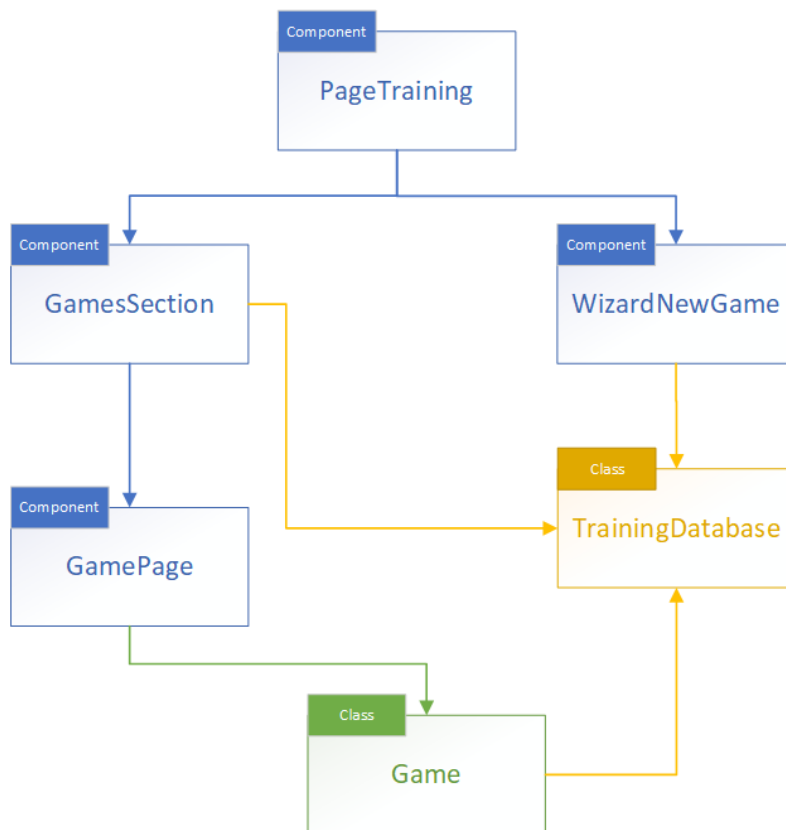 Component
PageTraining
Component
GamesSection
Component
WizardNewGame
Class
TrainingDatabase
Component
GamePage
Class
Game